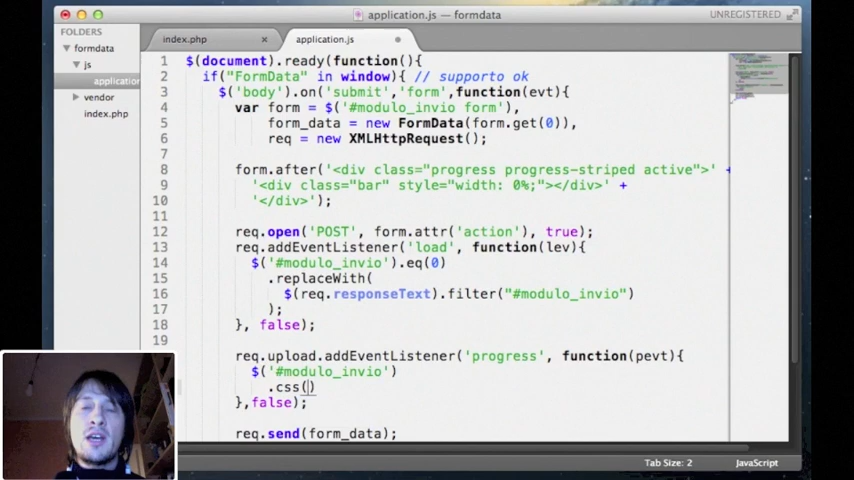 application.js — formdata
UNREGISTERED
FOLDERS
formdata
js
application
vendor
index.php
index.php ×
application.js
1 $(document).ready(function(){
2 if("FormData" in window){ // supporto ok
3 $('body').on('submit','form',function(evt){
4 var form = $('#modulo_invio form'),
5 form_data = new FormData(form.get(0)),
6 req = new XMLHttpRequest();
7
8 form.after('<div class="progress progress-striped active">' +
9 '<div class="bar" style="width: 0%;"></div>' +
10 '</div>');
11
12 req.open('POST', form.attr('action'), true);
13 req.addEventListener('load', function(lev){
14 $('#modulo_invio').eq(0)
15 .replaceWith(
16 $(req.responseText).filter("#modulo_invio")
17 );
18 }, false);
19
req.upload.addEventListener('progress', function(pevt){
$('#modulo_invio')
.css()
},false);
req.send(form_data);
Tab Size: 2
JavaScript